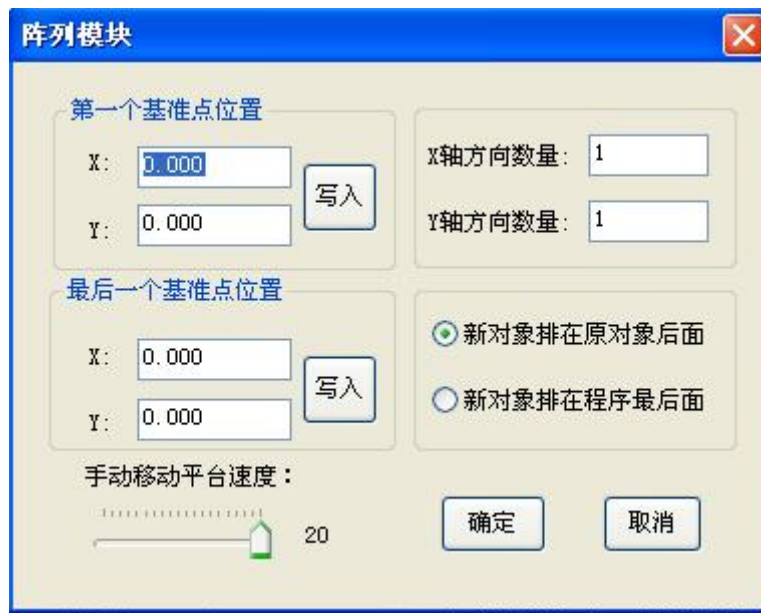 阵列模块
第一个基准点位置
X: 0.000
写入
Y: 0.000
X轴方向数量: 1
Y轴方向数量: 1
最后一个基准点位置
X: 0.000
写入
Y: 0.000
新对象排在原对象后面
新对象排在程序最后面
手动移动平台速度：
20
确定
取消